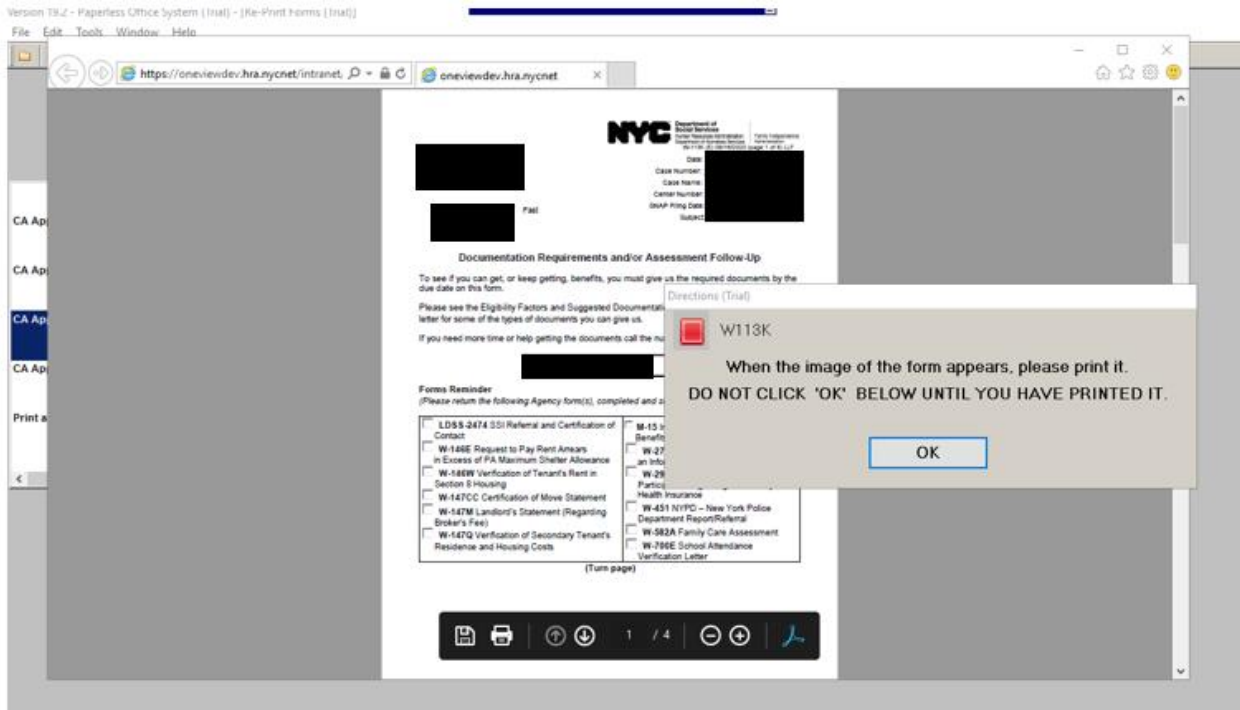 Version 19.2 - Paperless Office System (Trial) - [Re-Print Forms (Trial)]
File Edit Tools Window Help
https://oneviewdev.hra.nycnet/intranet,
oneviewdev.hra.nycnet
NYC
Department of
Social Services
Human Resources Administration
Department of Homeless Services
Family Independence
Administration
Date:
Case Number:
Case Name:
Center Number:
SNAP Filing Date:
Subject:
Fast
Documentation Requirements and/or Assessment Follow-Up
To see if you can get, or keep getting, benefits, you must give us the required documents by the
due date on this form.
Please see the Eligibility Factors and Suggested
letter for some of the types of documents you can give us.
If you need more time or help getting the documents call the
Forms Reminder
(Please return the following Agency form(s), completed and
LDSS-2474 SSI Referral and Certification of
Contact
W-146E Request to Pay Rent Arrears
in Excess of PA Maximum Shelter Allowance
W-146W Verification of Tenant's Rent in
Section 8 Housing
W-147CC Certification of Move Statement
W-147M Landlord's Statement (Regarding
Broker's Fee)
W-147Q Verification of Secondary Tenant's
Residence and Housing Costs
M-15
Health Insurance
W-451 NYPD – New York Police
Department Report/Referral
W-582A Family Care Assessment
W-700E School Attendance
Verification Letter
(Turn page)
1 / 4
Directions (Trial)
W113K
When the image of the form appears, please print it.
DO NOT CLICK 'OK' BELOW UNTIL YOU HAVE PRINTED IT.
OK
CA Ap
CA Ap
CA Ap
CA Ap
Print a